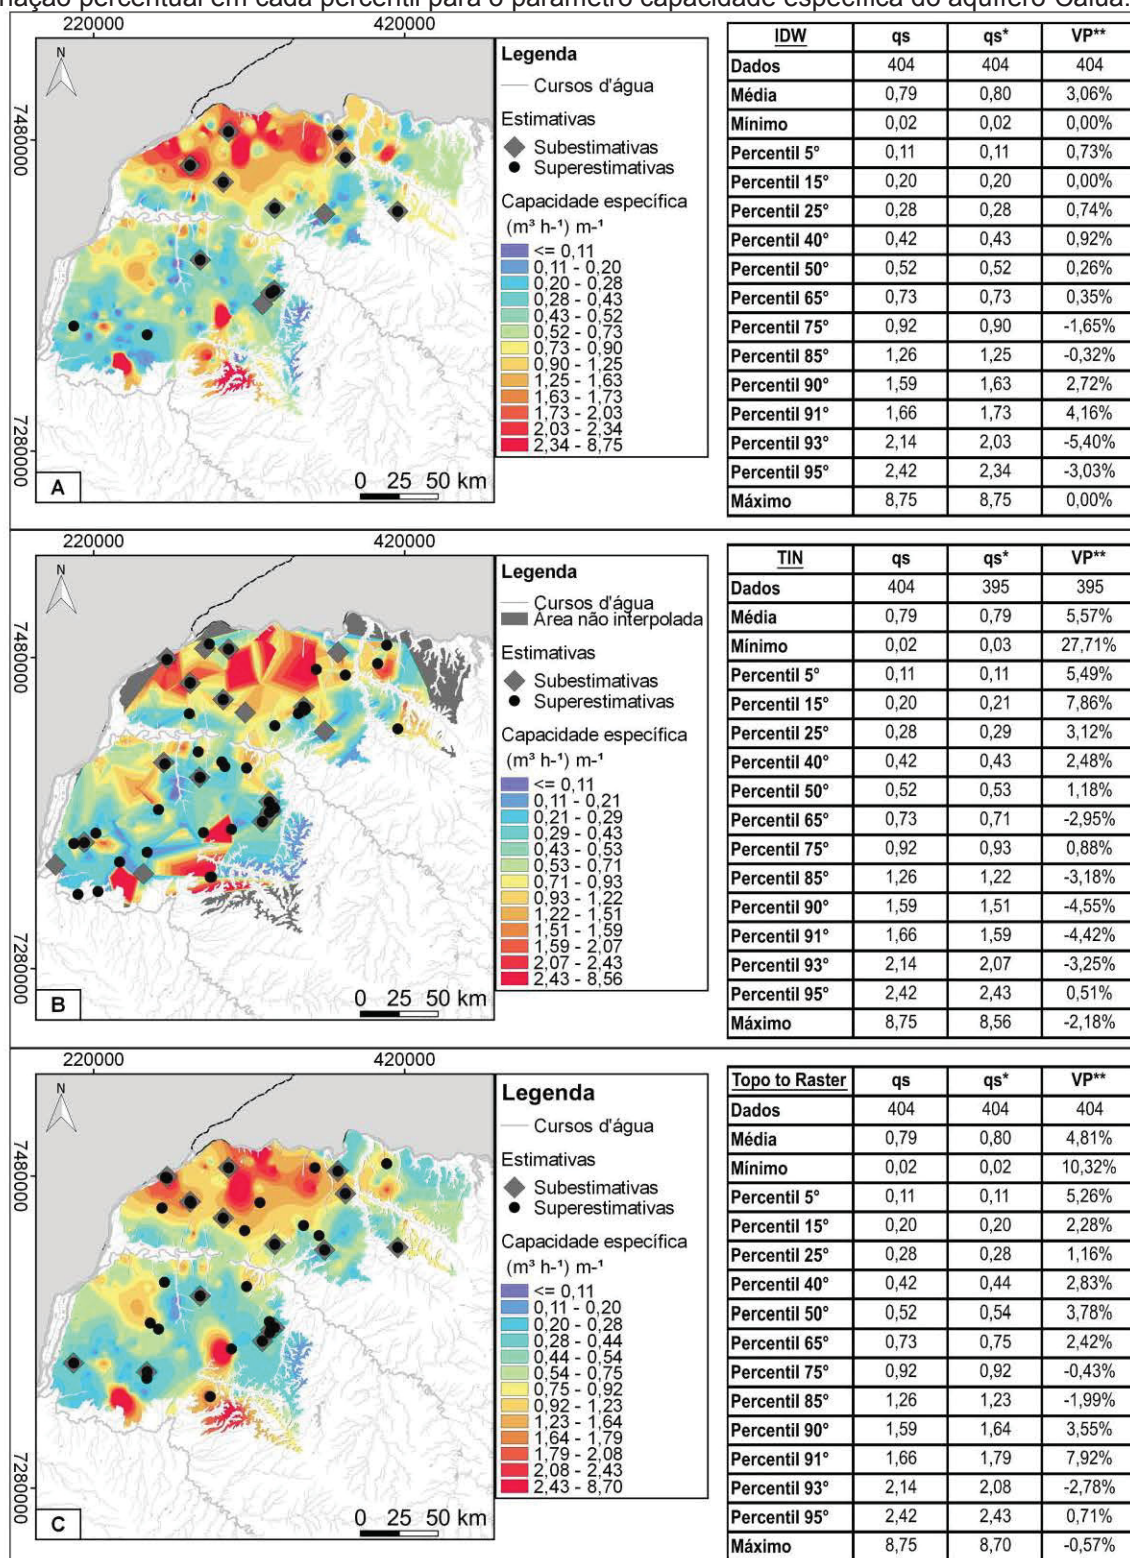 riação percentual em cada percentil para o parâmetro capacidade específica do aquífero Caiuá.
220000 420000
7480000
7280000
N
A
0 25 50 km
Legenda
Cursos d'água
Estimativas
Subestimativas
Superestimativas
Capacidade específica
(m³ h-¹) m-¹
<= 0,11
0,11 - 0,20
0,20 - 0,28
0,28 - 0,43
0,43 - 0,52
0,52 - 0,73
0,73 - 0,90
0,90 - 1,25
1,25 - 1,63
1,63 - 1,73
1,73 - 2,03
2,03 - 2,34
2,34 - 8,75
IDW qs qs* VP**
Dados 404 404 404
Média 0,79 0,80 3,06%
Mínimo 0,02 0,02 0,00%
Percentil 5° 0,11 0,11 0,73%
Percentil 15° 0,20 0,20 0,00%
Percentil 25° 0,28 0,28 0,74%
Percentil 40° 0,42 0,43 0,92%
Percentil 50° 0,52 0,52 0,26%
Percentil 65° 0,73 0,73 0,35%
Percentil 75° 0,92 0,90 -1,65%
Percentil 85° 1,26 1,25 -0,32%
Percentil 90° 1,59 1,63 2,72%
Percentil 91° 1,66 1,73 4,16%
Percentil 93° 2,14 2,03 -5,40%
Percentil 95° 2,42 2,34 -3,03%
Máximo 8,75 8,75 0,00%
220000 420000
7480000
7280000
N
B
0 25 50 km
Legenda
Cursos d'água
Área não interpolada
Estimativas
Subestimativas
Superestimativas
Capacidade específica
(m³ h-¹) m-¹
<= 0,11
0,11 - 0,21
0,21 - 0,29
0,29 - 0,43
0,43 - 0,53
0,53 - 0,71
0,71 - 0,93
0,93 - 1,22
1,22 - 1,51
1,51 - 1,59
1,59 - 2,07
2,07 - 2,43
2,43 - 8,56
TIN qs qs* VP**
Dados 404 395 395
Média 0,79 0,79 5,57%
Mínimo 0,02 0,03 27,71%
Percentil 5° 0,11 0,11 5,49%
Percentil 15° 0,20 0,21 7,86%
Percentil 25° 0,28 0,29 3,12%
Percentil 40° 0,42 0,43 2,48%
Percentil 50° 0,52 0,53 1,18%
Percentil 65° 0,73 0,71 -2,95%
Percentil 75° 0,92 0,93 0,88%
Percentil 85° 1,26 1,22 -3,18%
Percentil 90° 1,59 1,51 -4,55%
Percentil 91° 1,66 1,59 -4,42%
Percentil 93° 2,14 2,07 -3,25%
Percentil 95° 2,42 2,43 0,51%
Máximo 8,75 8,56 -2,18%
220000 420000
7480000
7280000
N
C
0 25 50 km
Legenda
Cursos d'água
Estimativas
Subestimativas
Superestimativas
Capacidade específica
(m³ h-¹) m-¹
<= 0,11
0,11 - 0,20
0,20 - 0,28
0,28 - 0,44
0,44 - 0,54
0,54 - 0,75
0,75 - 0,92
0,92 - 1,23
1,23 - 1,64
1,64 - 1,79
1,79 - 2,08
2,08 - 2,43
2,43 - 8,70
Topo to Raster qs qs* VP**
Dados 404 404 404
Média 0,79 0,80 4,81%
Mínimo 0,02 0,02 10,32%
Percentil 5° 0,11 0,11 5,26%
Percentil 15° 0,20 0,20 2,28%
Percentil 25° 0,28 0,28 1,16%
Percentil 40° 0,42 0,44 2,83%
Percentil 50° 0,52 0,54 3,78%
Percentil 65° 0,73 0,75 2,42%
Percentil 75° 0,92 0,92 -0,43%
Percentil 85° 1,26 1,23 -1,99%
Percentil 90° 1,59 1,64 3,55%
Percentil 91° 1,66 1,79 7,92%
Percentil 93° 2,14 2,08 -2,78%
Percentil 95° 2,42 2,43 0,71%
Máximo 8,75 8,70 -0,57%